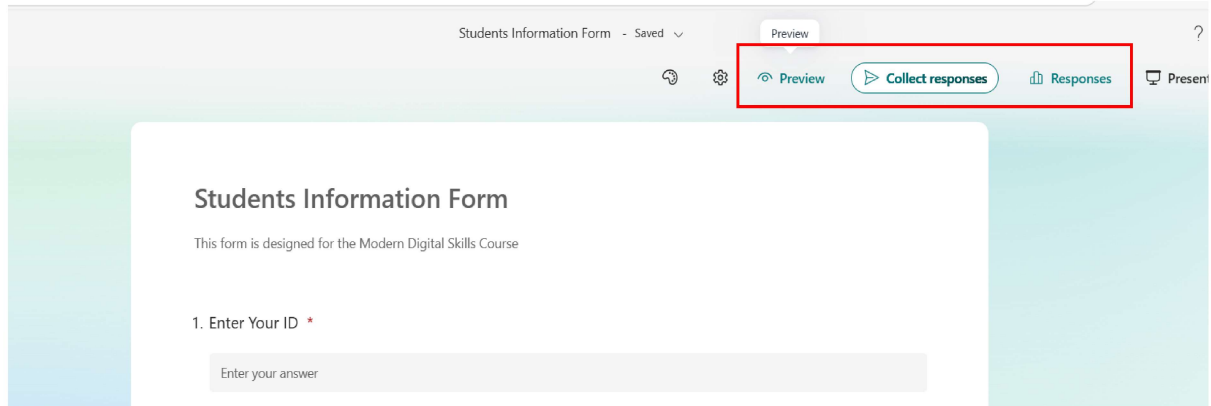 Students Information Form - Saved
Preview
?
Preview
Collect responses
Responses
Present
Students Information Form
This form is designed for the Modern Digital Skills Course
1. Enter Your ID *
Enter your answer